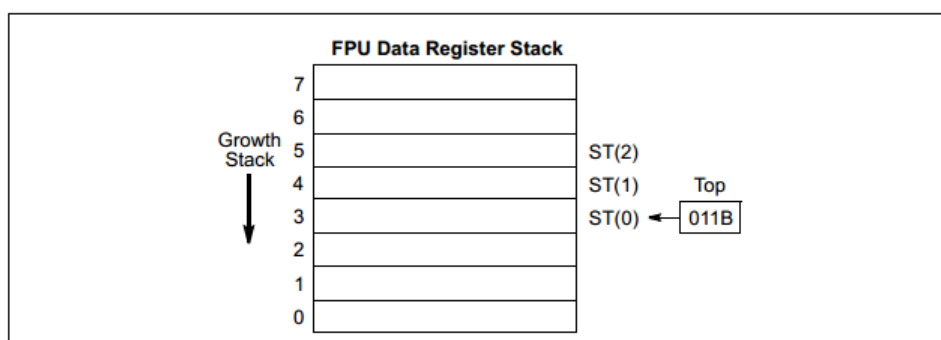 FPU Data Register Stack
7
6
Growth
Stack
5
ST(2)
4
ST(1)
Top
3
ST(0)
011B
2
1
0